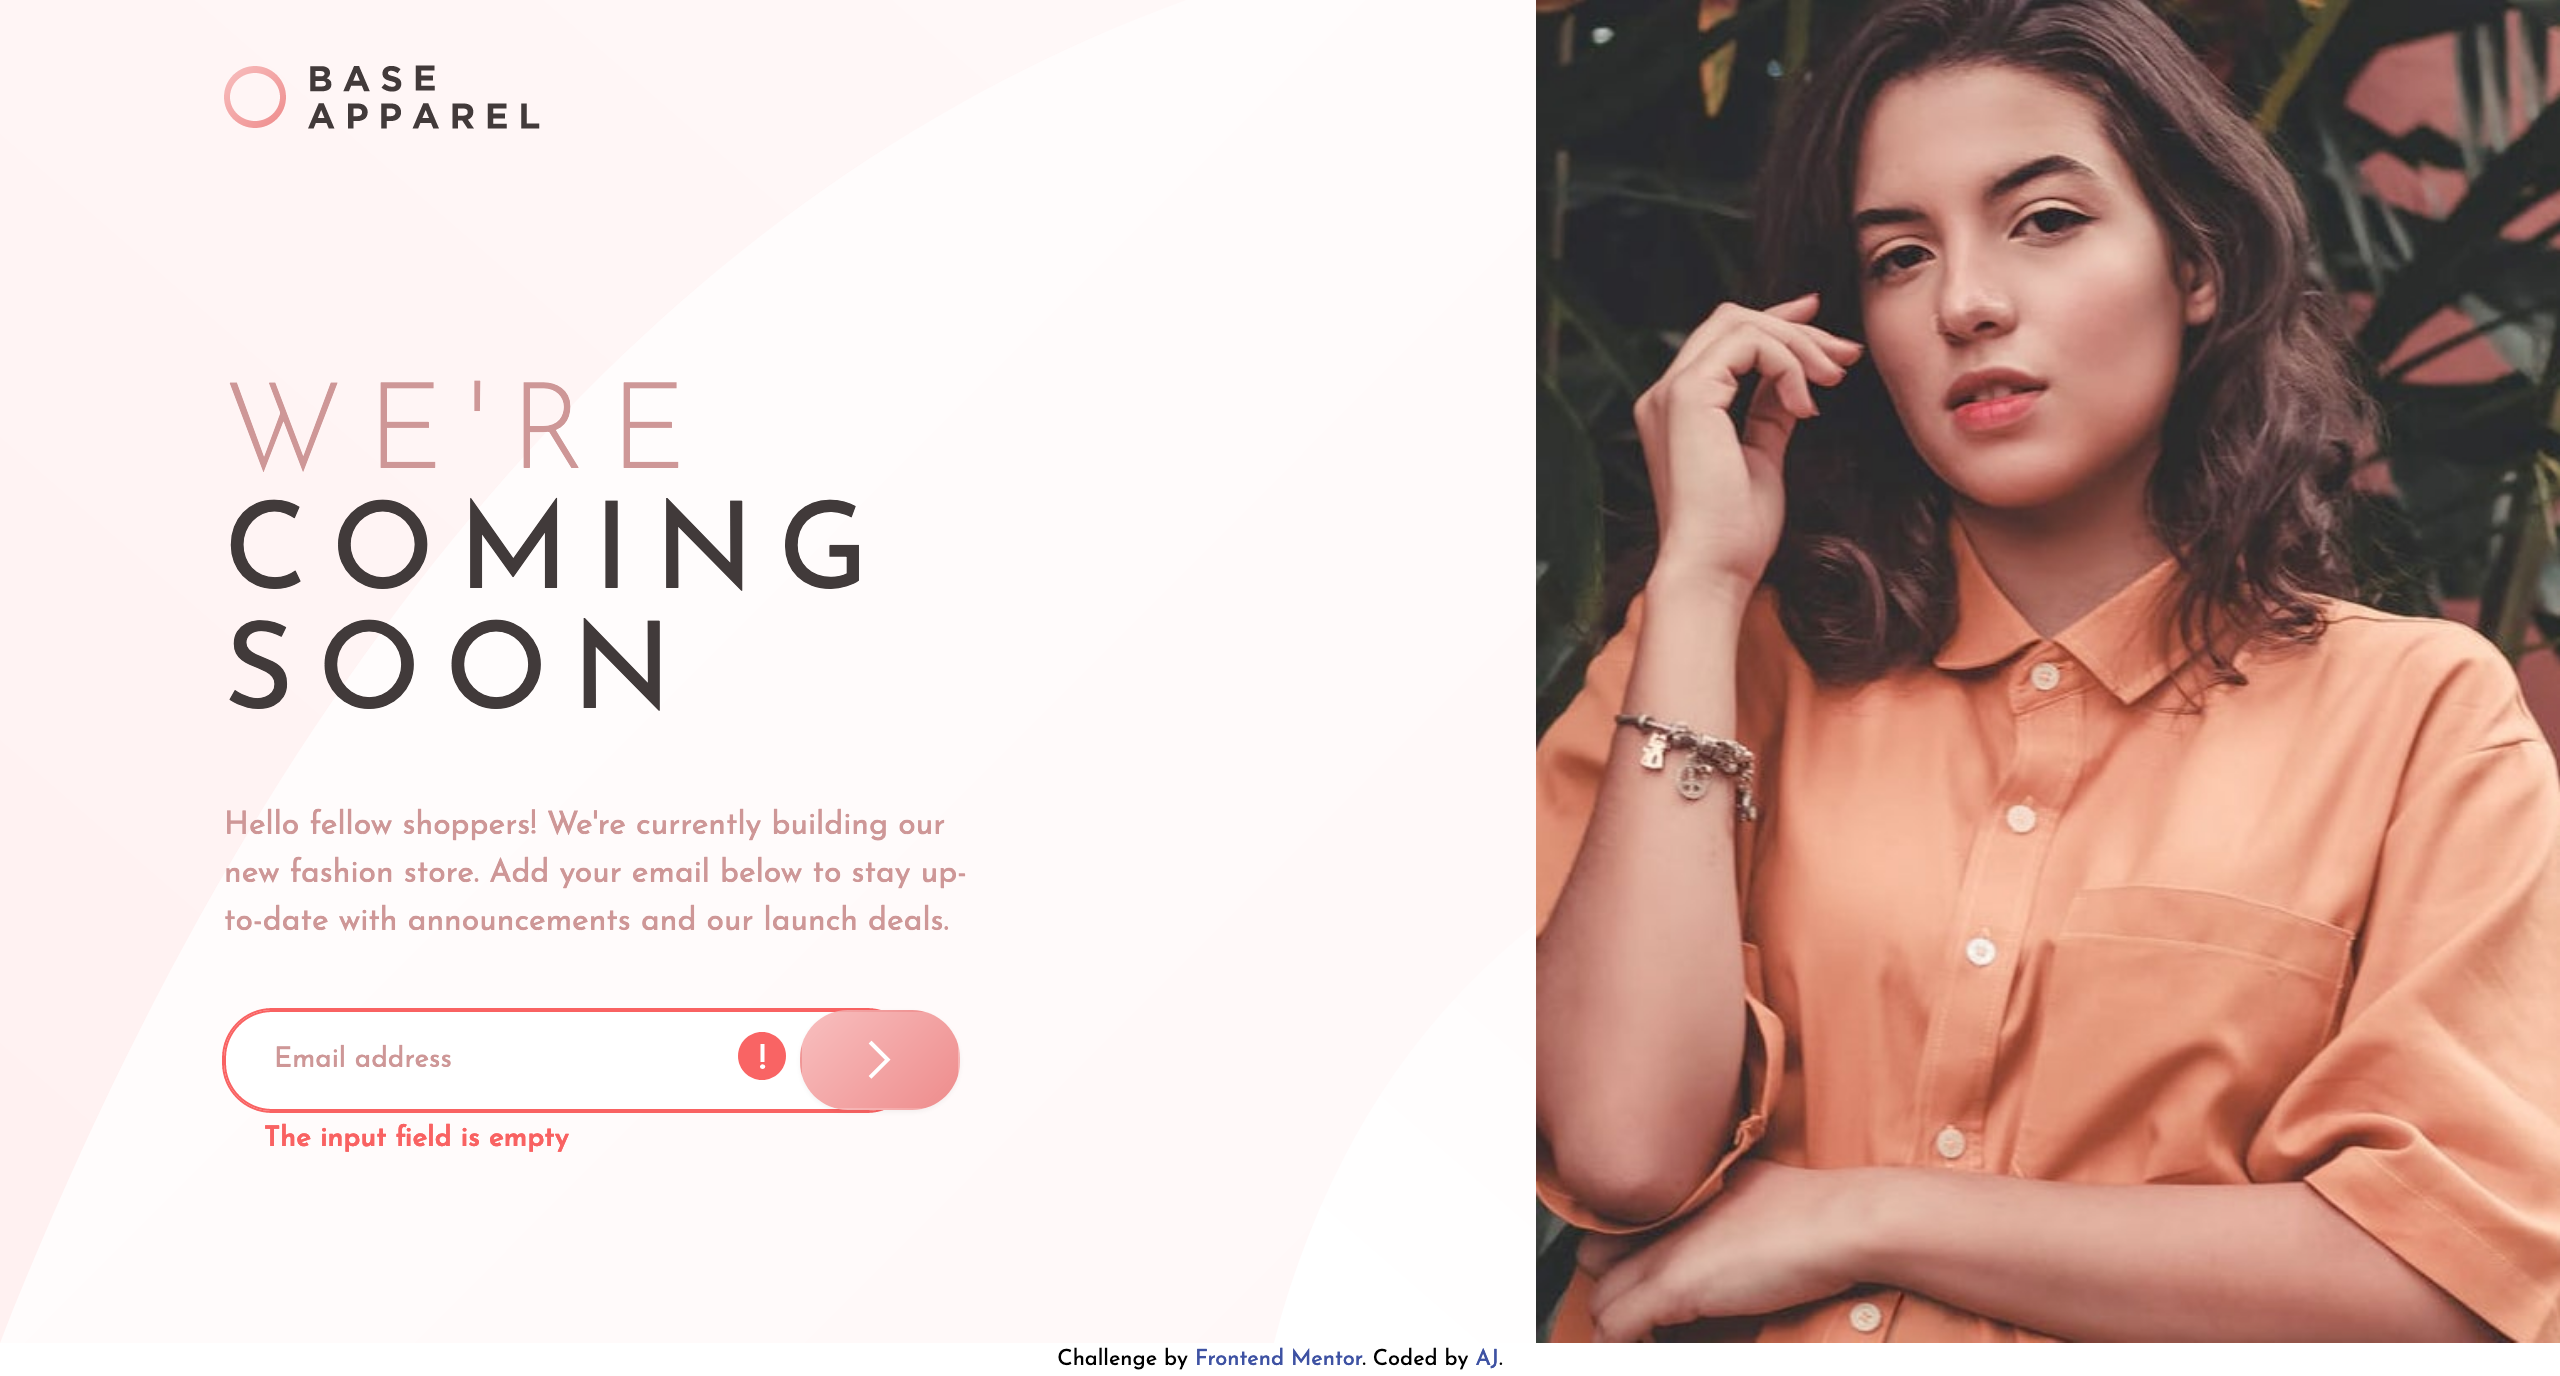 BASE
APPAREL
WE'RE
COMING
SOON
Hello fellow shoppers! We're currently building our
new fashion store. Add your email below to stay up-
to-date with announcements and our launch deals.
Email address
!
The input field is empty
Challenge by Frontend Mentor. Coded by AJ.